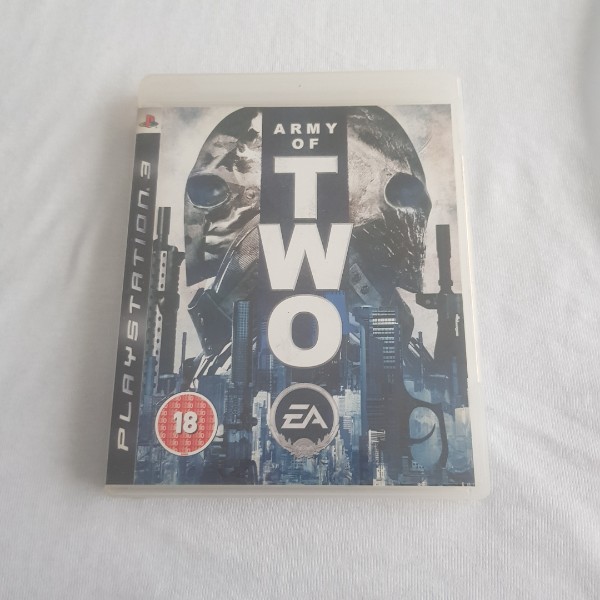 PLAYSTATION 3
ARMY
OF
TWO
EA
18